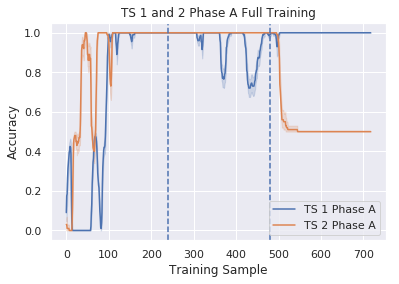 TS 1 and 2 Phase A Full Training
Accuracy
1.0
0.8
0.6
0.4
0.2
0.0
0 100 200 300 400 500 600 700
Training Sample
TS 1 Phase A
TS 2 Phase A